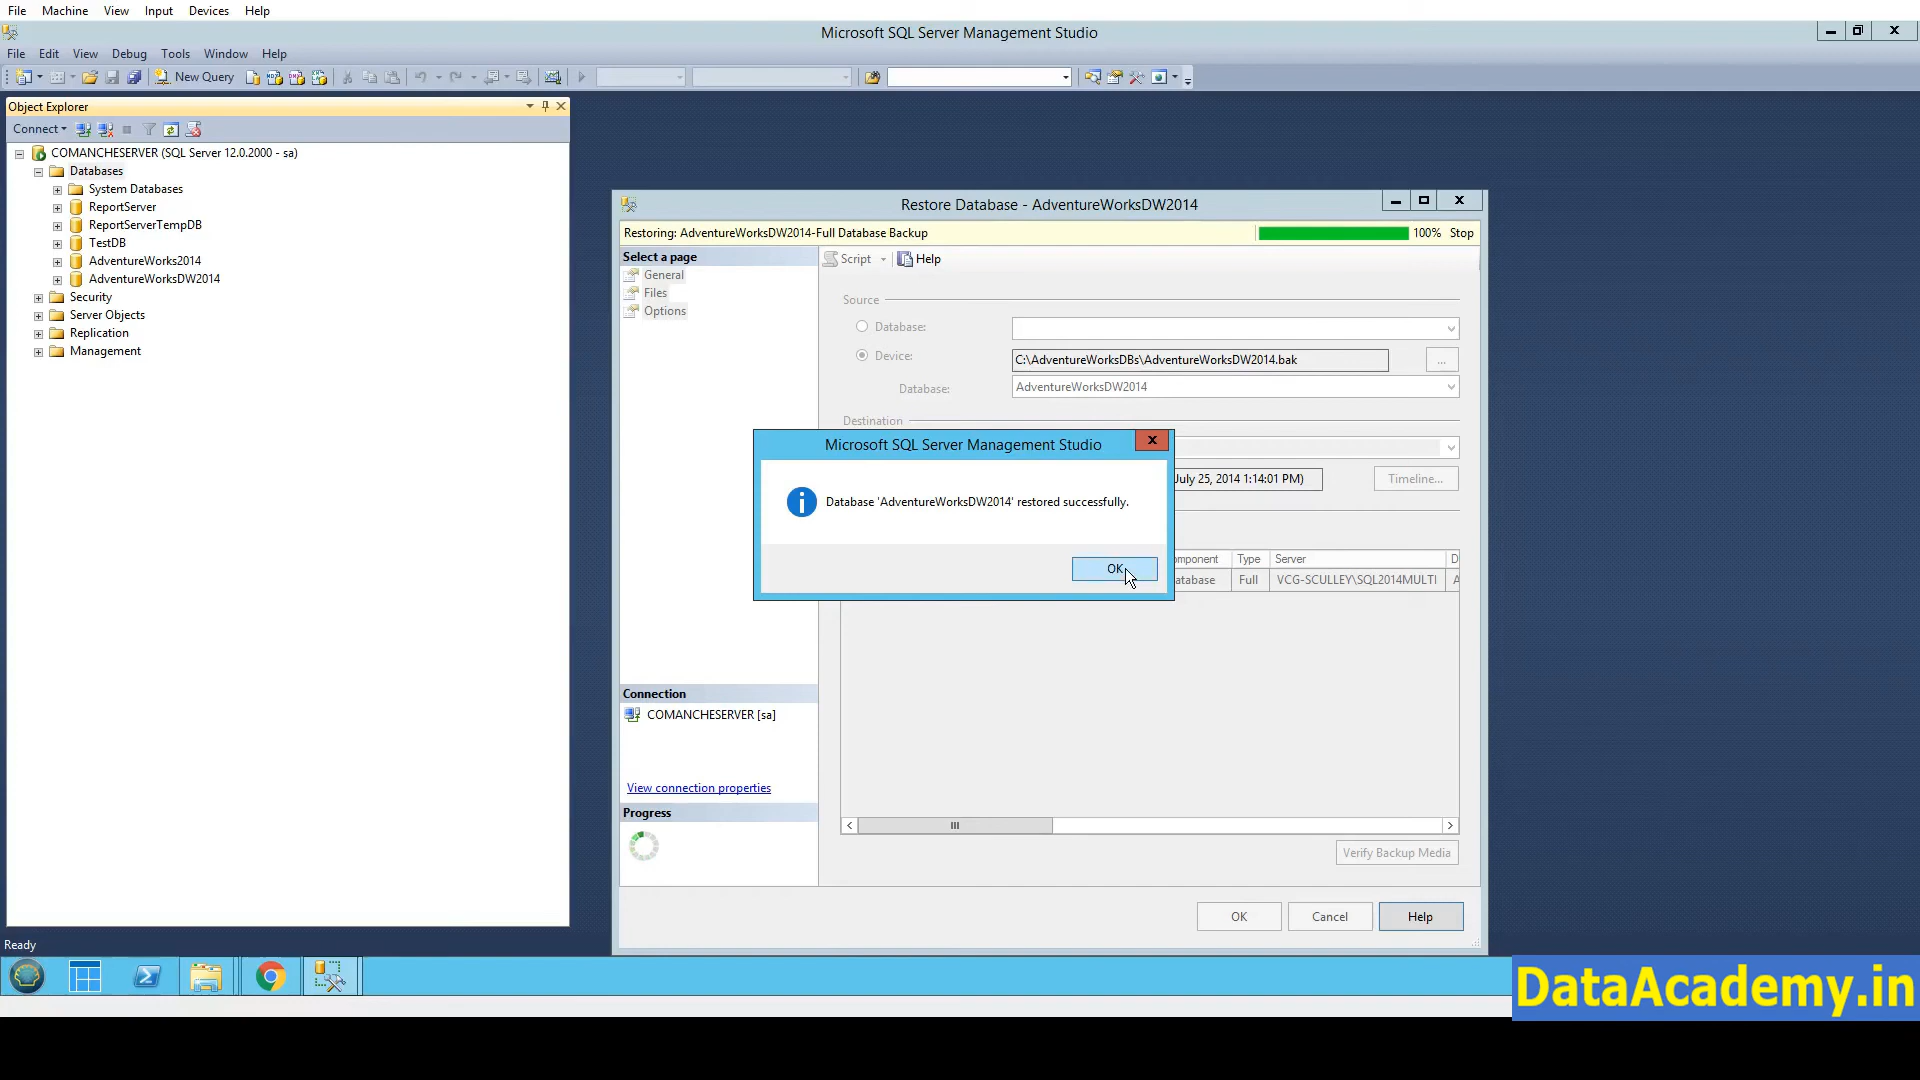 File Machine View Input Devices Help
Microsoft SQL Server Management Studio
File Edit View Debug Tools Window Help
New Query
Object Explorer
Connect
COMANCHESERVER (SQL Server 12.0.2000 - sa)
Databases
System Databases
ReportServer
ReportServerTempDB
TestDB
AdventureWorks2014
AdventureWorksDW2014
Security
Server Objects
Replication
Management
Restore Database - AdventureWorksDW2014
Restoring: AdventureWorksDW2014-Full Database Backup 100% Stop
Select a page
General
Files
Options
Script Help
Source
Database:
Device: C:\AdventureWorksDBs\AdventureWorksDW2014.bak ...
Database: AdventureWorksDW2014
Destination
July 25, 2014 1:14:01 PM) Timeline...
Microsoft SQL Server Management Studio
Database 'AdventureWorksDW2014' restored successfully.
OK
mponent Type Server D
atabase Full VCG-SCULLEY\SQL2014MULTI A
Connection
COMANCHESERVER [sa]
View connection properties
Progress
Verify Backup Media
OK Cancel Help
Ready
DataAcademy.in